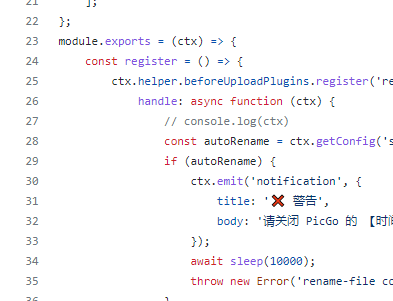 21 ];
22 };
23 module.exports = (ctx) => {
24 const register = () => {
25 ctx.helper.beforeUploadPlugins.register('re
26 handle: async function (ctx) {
27 // console.log(ctx)
28 const autoRename = ctx.getConfig('s
29 if (autoRename) {
30 ctx.emit('notification', {
31 title: '❌ 警告',
32 body: '请关闭 PicGo 的 【时间
33 });
34 await sleep(10000);
35 throw new Error('rename-file co